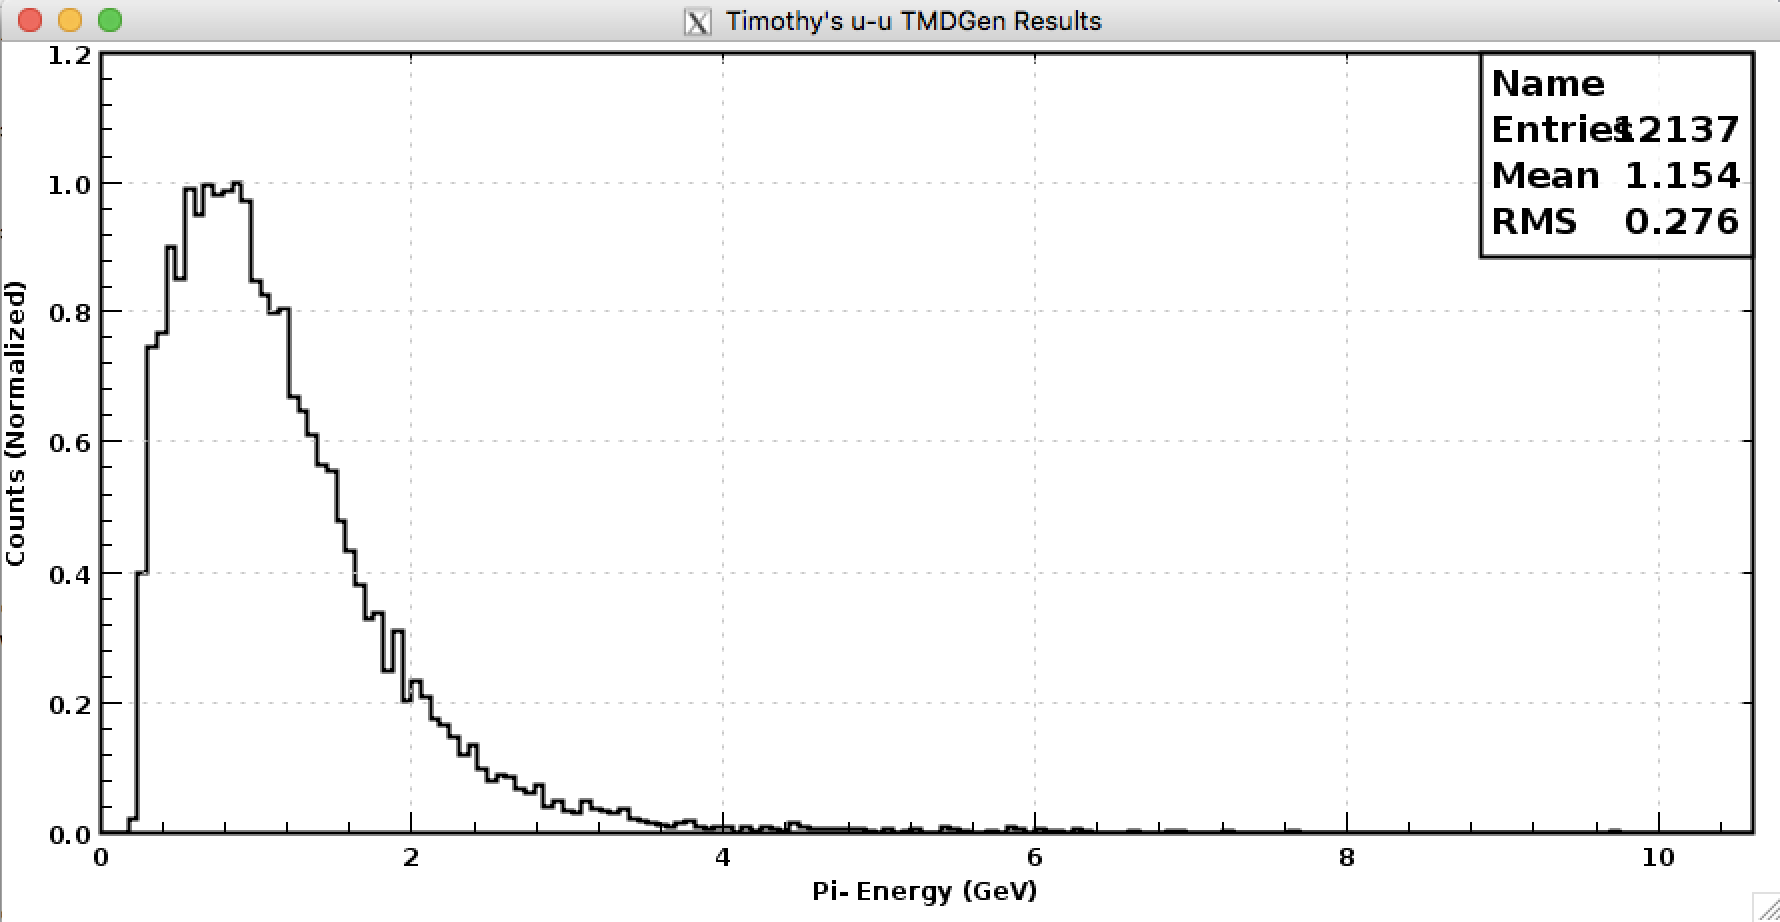 Timothy's u-u TMDGen Results
1.2
1.0
0.8
0.6
0.4
0.2
0.0
Counts (Normalized)
Name
Entries 12137
Mean 1.154
RMS 0.276
0 2 4 6 8 10
Pi- Energy (GeV)